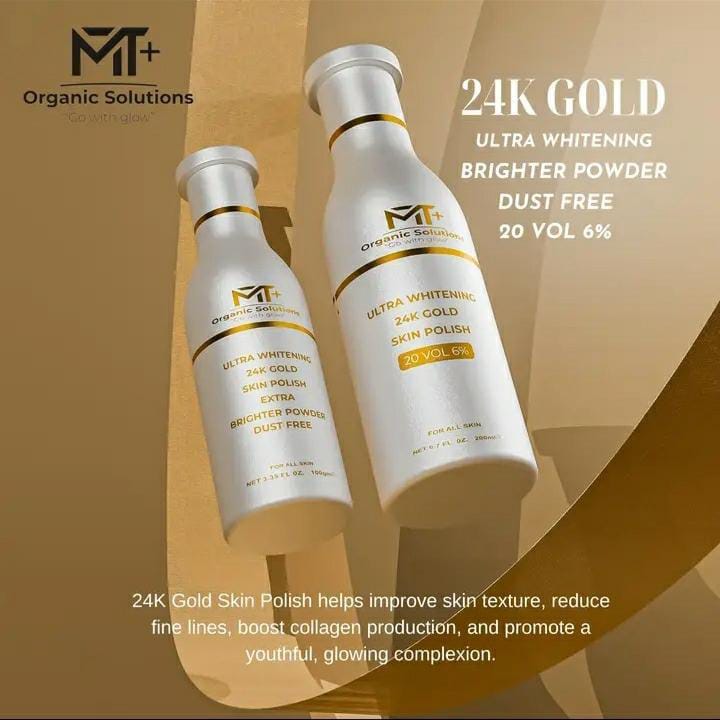 MT+
Organic Solutions
"Go with glow"
24K GOLD
ULTRA WHITENING
BRIGHTER POWDER
DUST FREE
20 VOL 6%
MT+
Organic Solutions
"Go with glow"
ULTRA WHITENING
24K GOLD
SKIN POLISH
20 VOL 6%
FOR ALL SKIN
NET 6.7 FL OZ.
MT+
Organic Solutions
"Go with glow"
ULTRA WHITENING
24K GOLD
SKIN POLISH
EXTRA
BRIGHTER POWDER
DUST FREE
FOR ALL SKIN
NET 3.35 FL OZ.
24K Gold Skin Polish helps improve skin texture, reduce
fine lines, boost collagen production, and promote a
youthful, glowing complexion.